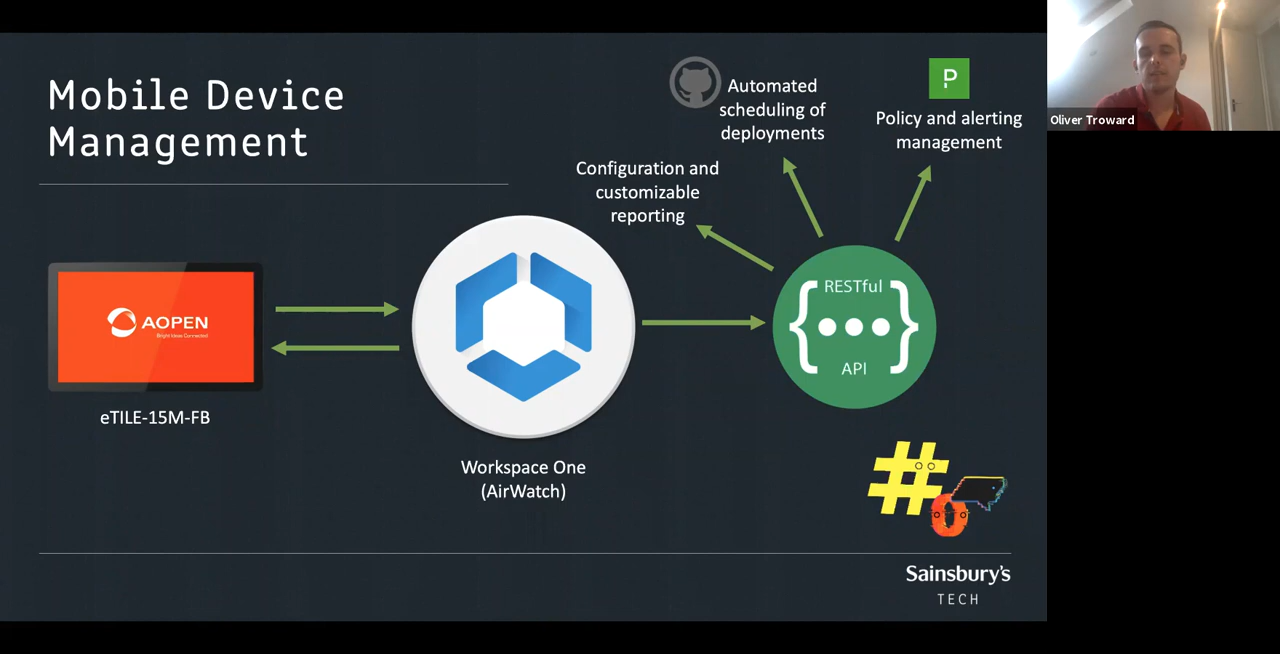 Mobile Device
Management
Automated
scheduling of
deployments
P
Policy and alerting
management
Configuration and
customizable
reporting
AOPEN
Bright Ideas Connected
eTILE-15M-FB
Workspace One
(AirWatch)
RESTful
{•••}
API
#
Sainsbury's
TECH
Oliver Troward